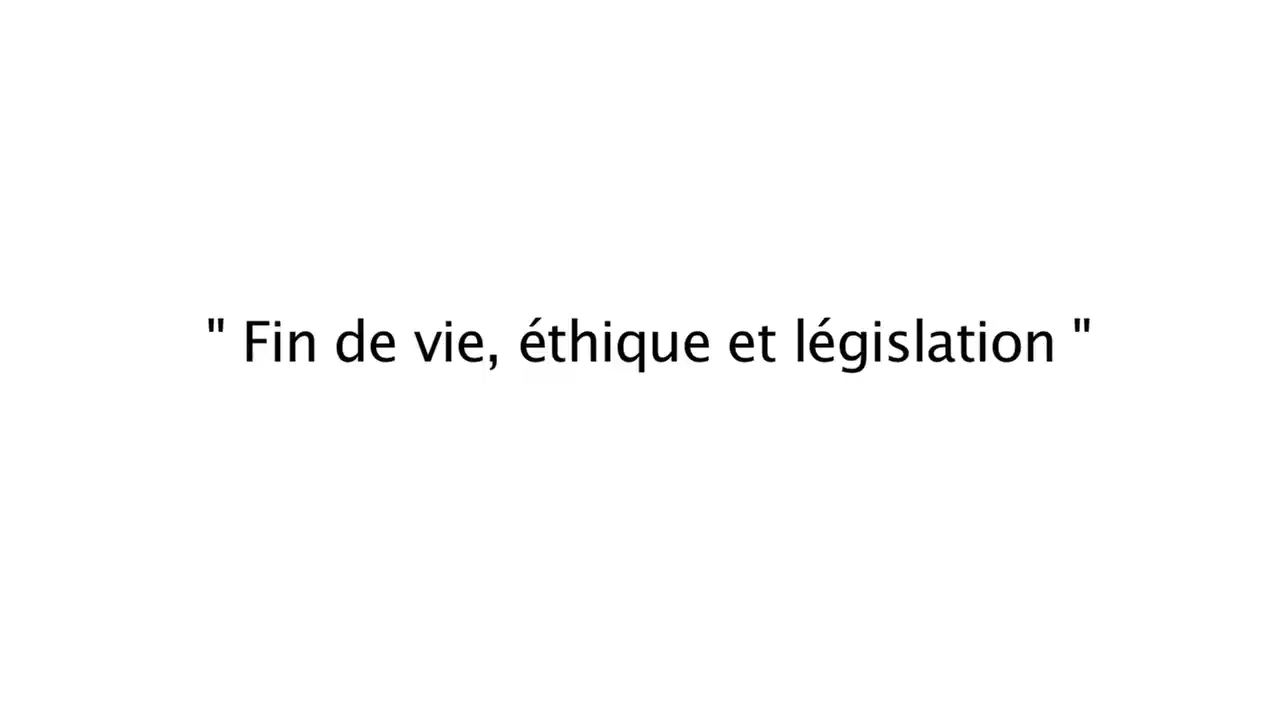 " Fin de vie, éthique et législation "